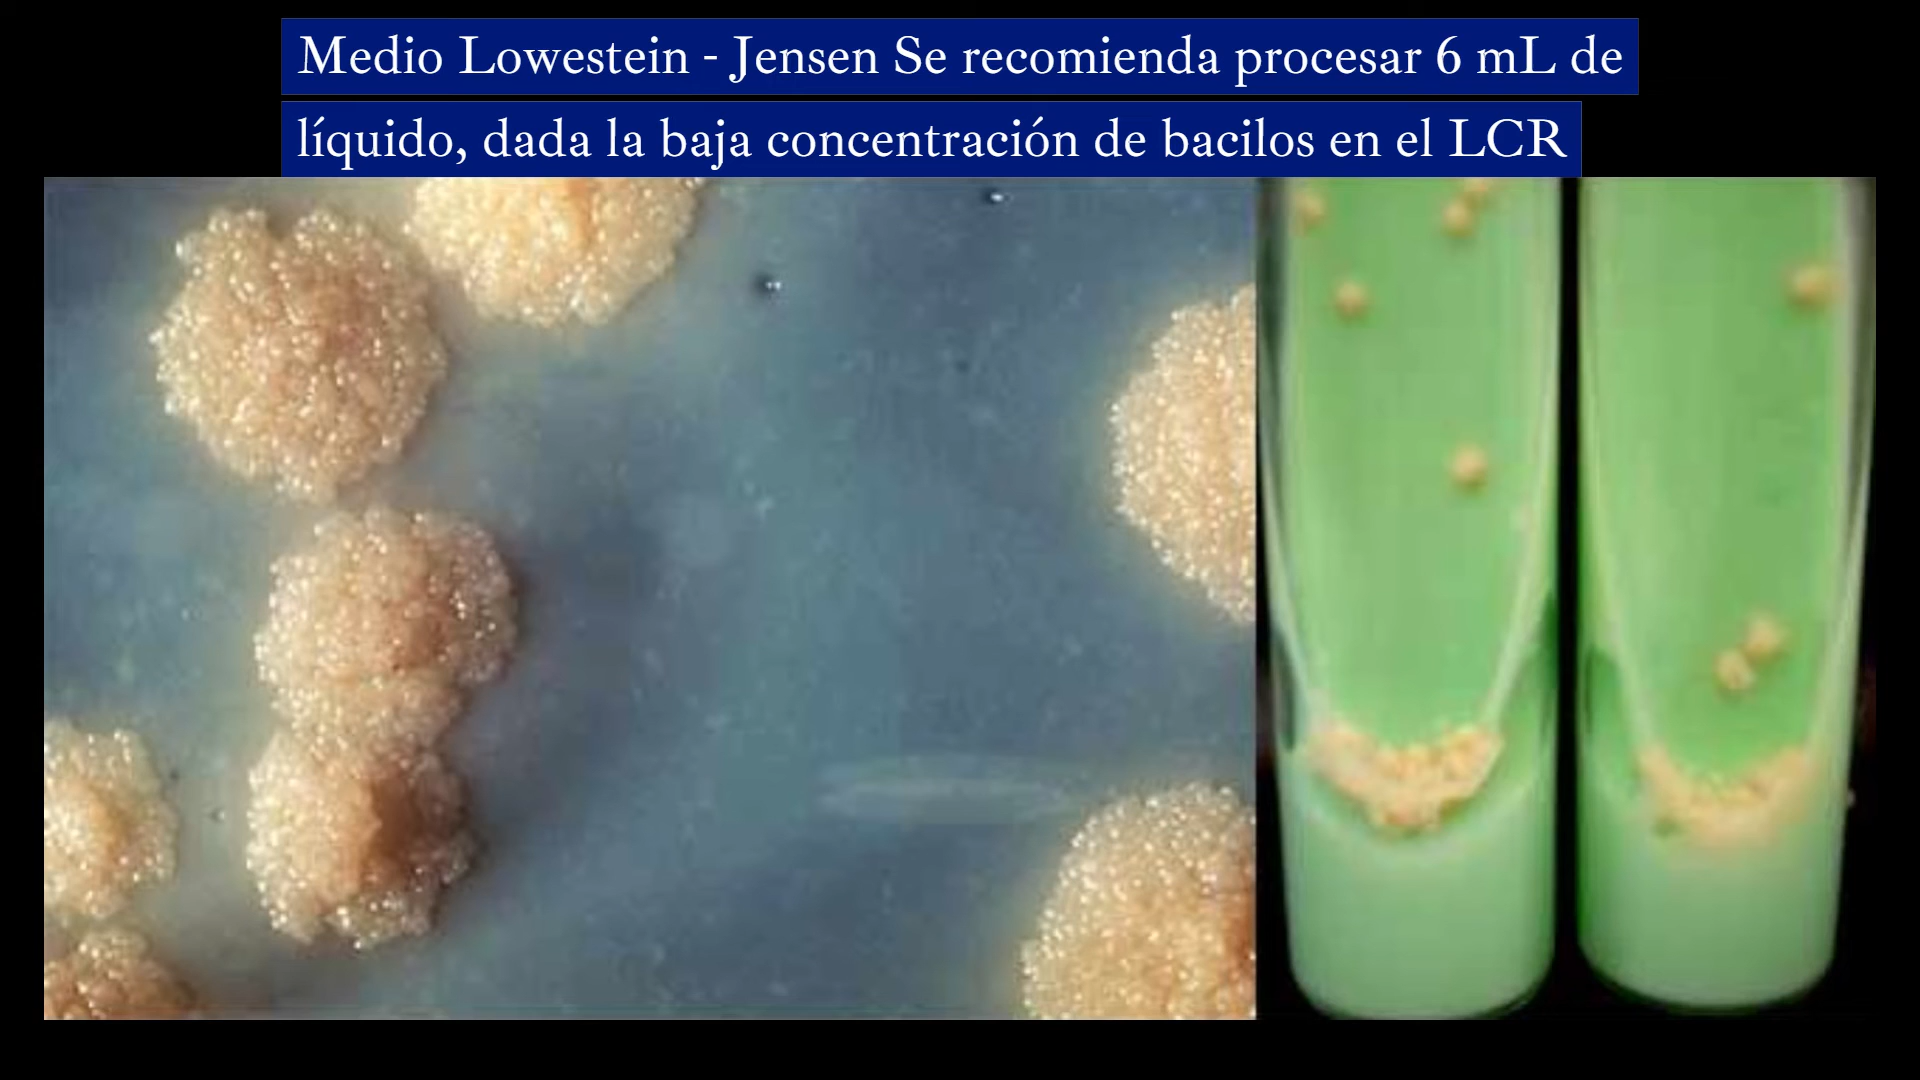 Medio Lowestein - Jensen Se recomienda procesar 6 mL de
líquido, dada la baja concentración de bacilos en el LCR